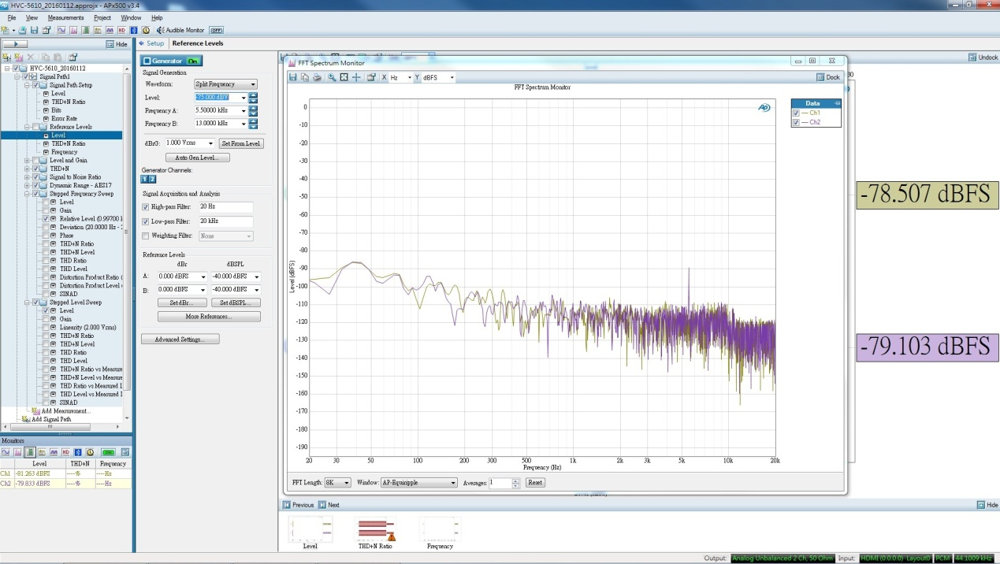 HVC-5610_20160112.approjx - APx500 v3.4
File View Measurements Project Window Help
Audible Monitor OFF
Hide
HVC-5610_20160112
Signal Path1
Signal Path Setup
Level
THD+N Ratio
Bits
Error Rate
Reference Levels
Level
THD+N Ratio
Frequency
Level and Gain
THD+N
Signal to Noise Ratio
Dynamic Range - AES17
Stepped Frequency Sweep
Level
Gain
Relative Level (0.99700
Deviation (20.0000 Hz -
Phase
THD+N Ratio
THD+N Level
THD Ratio
THD Level
Distortion Product Ratio (
Distortion Product Level
SINAD
Stepped Level Sweep
Level
Gain
Linearity (2.000 Vrms)
THD+N Ratio
THD+N Level
THD Ratio
THD Level
THD+N Ratio vs Measure
THD+N Level vs Measure
THD Ratio vs Measured
THD Level vs Measured
SINAD
Add Measurement...
Add Signal Path
Monitors
HD ON
Level THD+N Frequency
Ch1 -81.263 dBFS ----% ----Hz
Ch2 -79.833 dBFS ----% ----Hz
Setup Reference Levels
Generator On
Signal Generation
Waveform: Split Frequency
Level: -75.000 dBV
Frequency A: 5.50000 kHz
Frequency B: 13.0000 kHz
dBrG: 1.000 Vrms Set From Level
Auto Gen Level...
Generator Channels:
1 2
Signal Acquisition and Analysis
High-pass Filter: 20 Hz
Low-pass Filter: 20 kHz
Weighting Filter: None
Reference Levels
dBr dBSPL
A: 0.000 dBFS -40.000 dBFS
B: 0.000 dBFS -40.000 dBFS
Set dBr... Set dBSPL...
More References...
Advanced Settings...
Undock
FFT Spectrum Monitor
X Hz Y dBFS Dock
FFT Spectrum Monitor
Level (dBFS)
0
-10
-20
-30
-40
-50
-60
-70
-80
-90
-100
-110
-120
-130
-140
-150
-160
-170
-180
-190
20 30 50 100 200 300 500 1k 2k 3k 5k 10k 20k
Frequency (Hz)
Ap
Data
Ch1
Ch2
FFT Length: 8K Window: AP-Equiripple Averages: 1 Reset
-78.507 dBFS
-79.103 dBFS
Previous Next Hide
Level THD+N Ratio Frequency
Output: Analog Unbalanced 2 Ch, 50 Ohm Input: HDMI (0.0.0.0) Layout0 PCM 44.1009 kHz